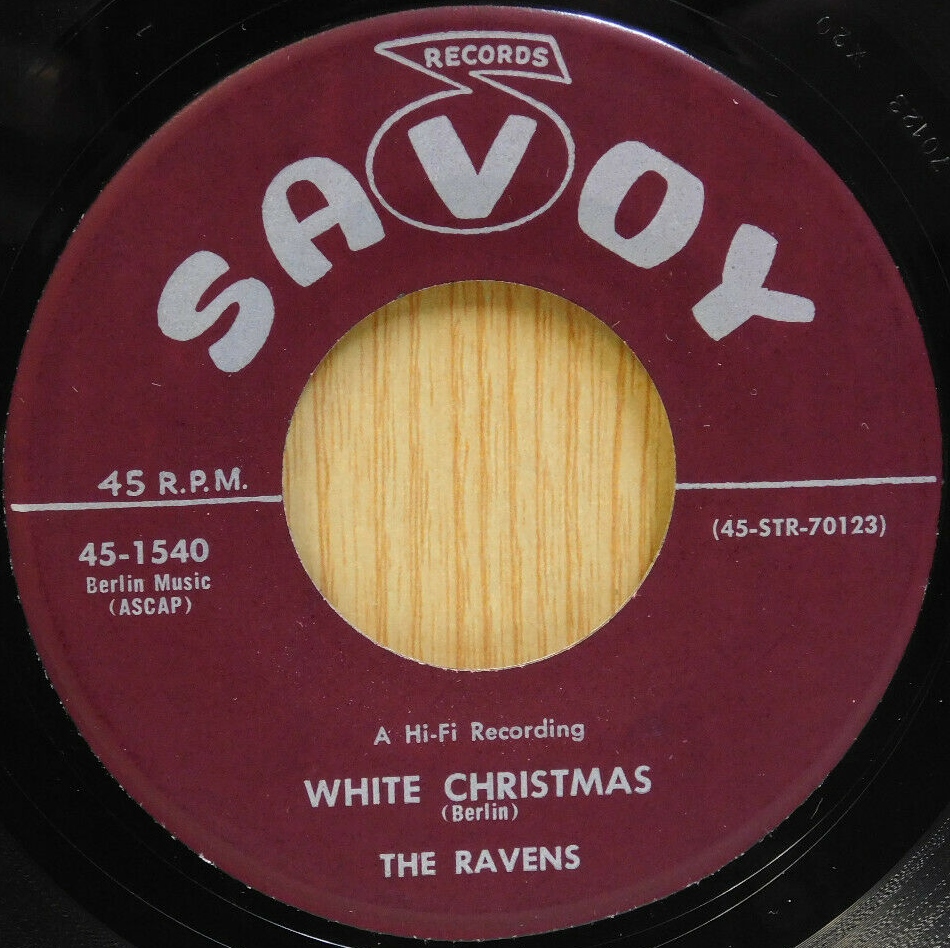 RECORDS
SAVOY
45 R.P.M.
45-1540
Berlin Music
(ASCAP)
(45-STR-70123)
A Hi-Fi Recording
WHITE CHRISTMAS
(Berlin)
THE RAVENS
70123